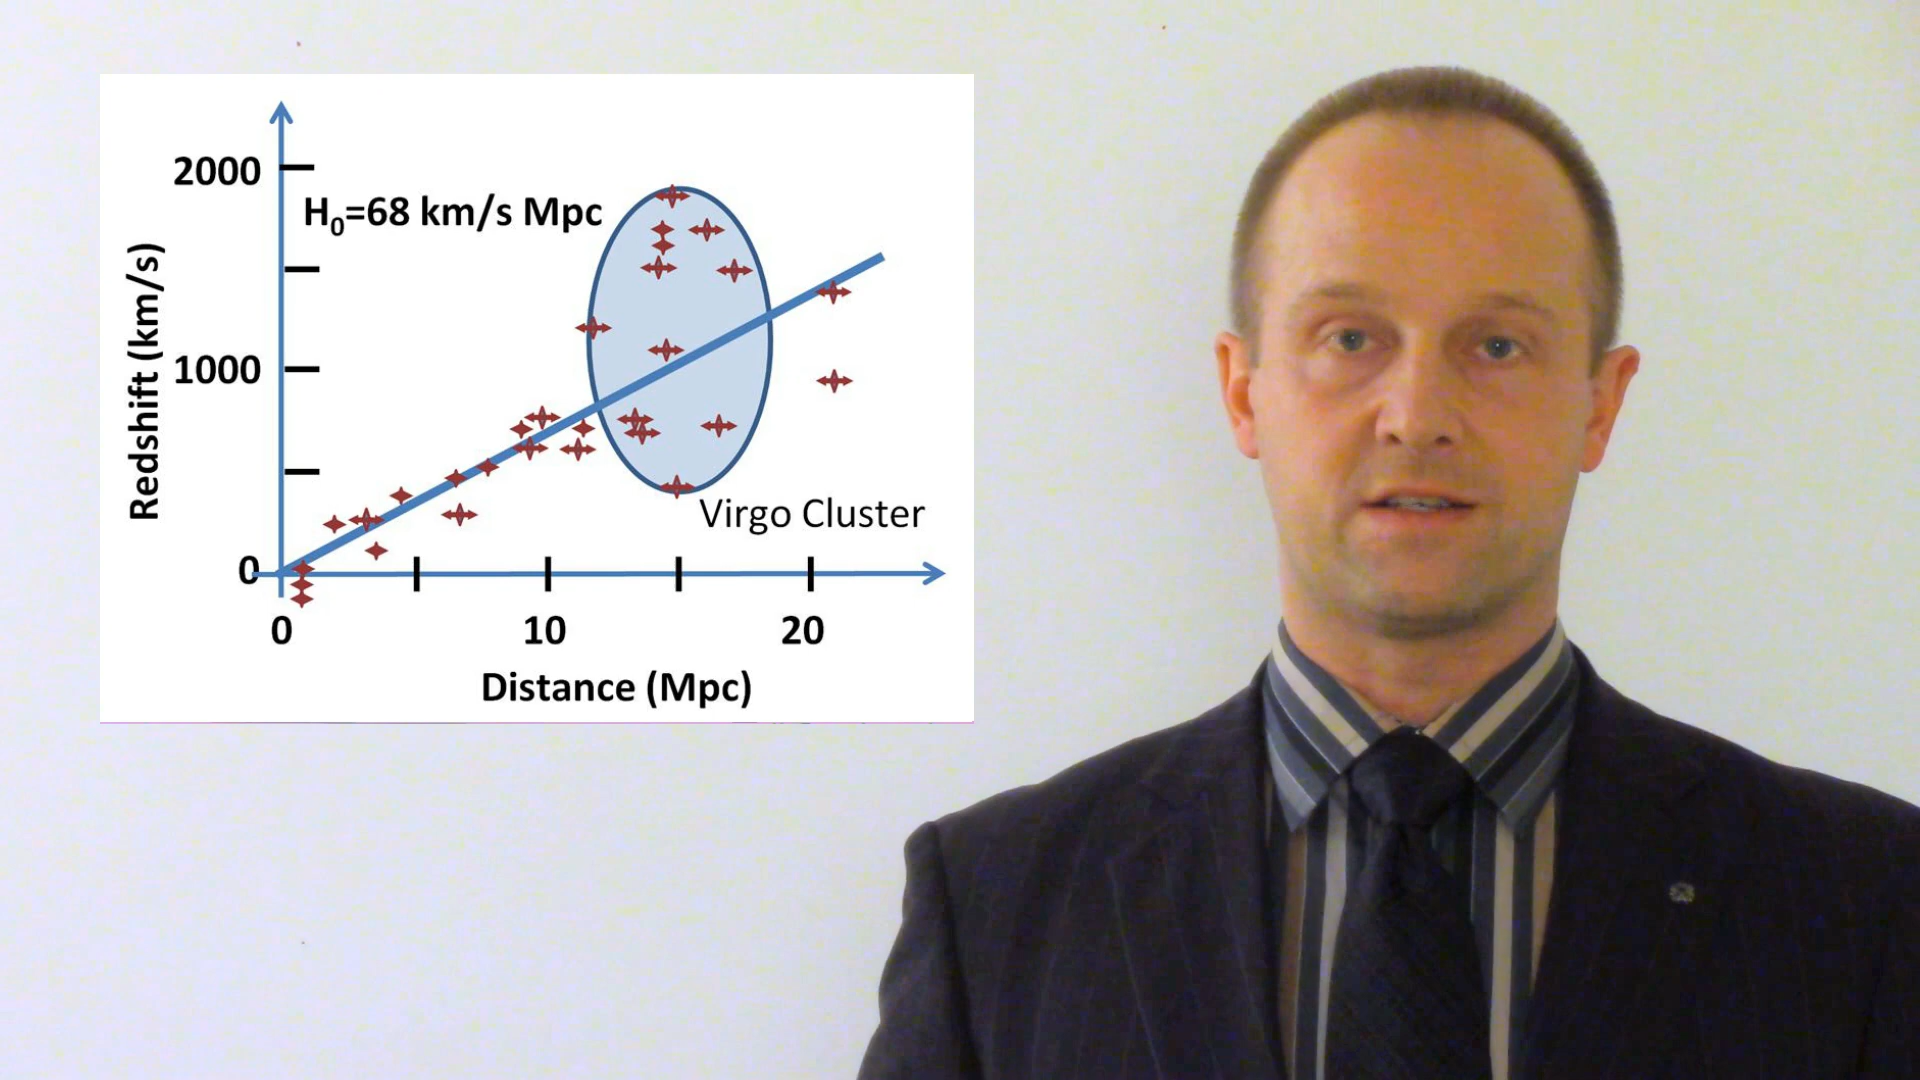 2000
H₀=68 km/s Mpc
Redshift (km/s)
1000
0
Virgo Cluster
0 10 20
Distance (Mpc)